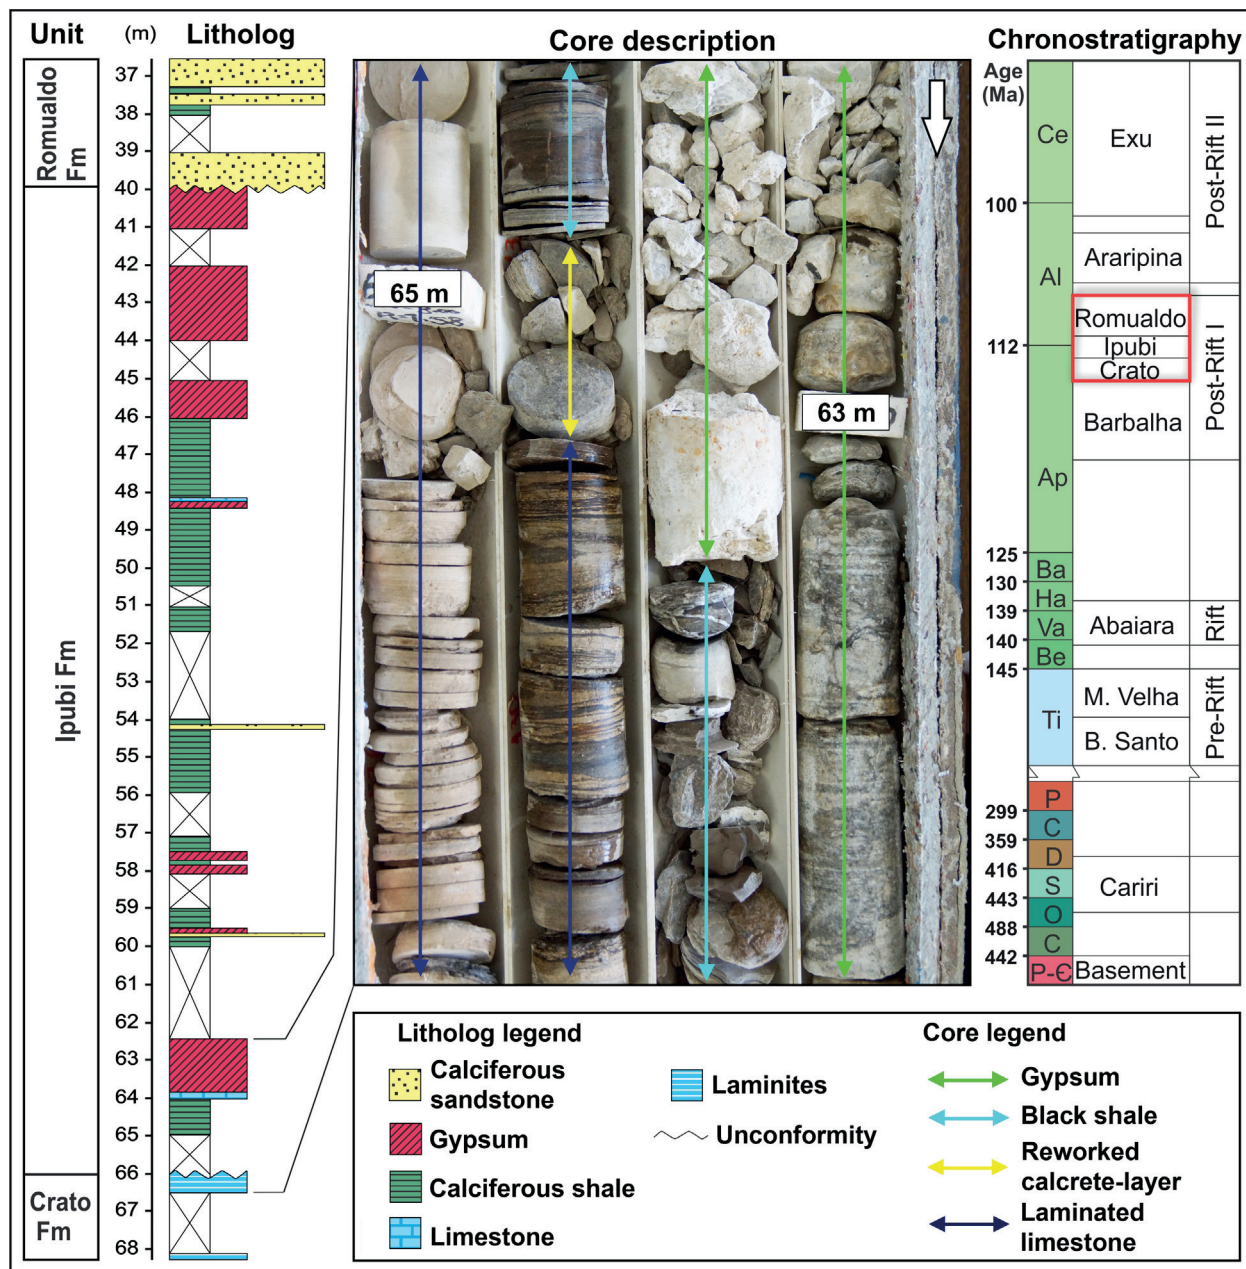 Unit
(m)
Litholog
Core description
Chronostratigraphy
Romualdo
Fm
Ipubi Fm
Crato
Fm
37
38
39
40
41
42
43
44
45
46
47
48
49
50
51
52
53
54
55
56
57
58
59
60
61
62
63
64
65
66
67
68
65 m
63 m
Age
(Ma)
100
112
125
130
139
140
145
299
359
416
443
488
442
Ce
Al
Ap
Ba
Ha
Va
Be
Ti
P
C
D
S
O
C
P-Є
Exu
Araripina
Romualdo
Ipubi
Crato
Barbalha
Abaiara
M. Velha
B. Santo
Cariri
Basement
Post-Rift II
Post-Rift I
Rift
Pre-Rift
Litholog legend
Calciferous
sandstone
Gypsum
Calciferous shale
Limestone
Laminites
Unconformity
Core legend
Gypsum
Black shale
Reworked
calcrete-layer
Laminated
limestone